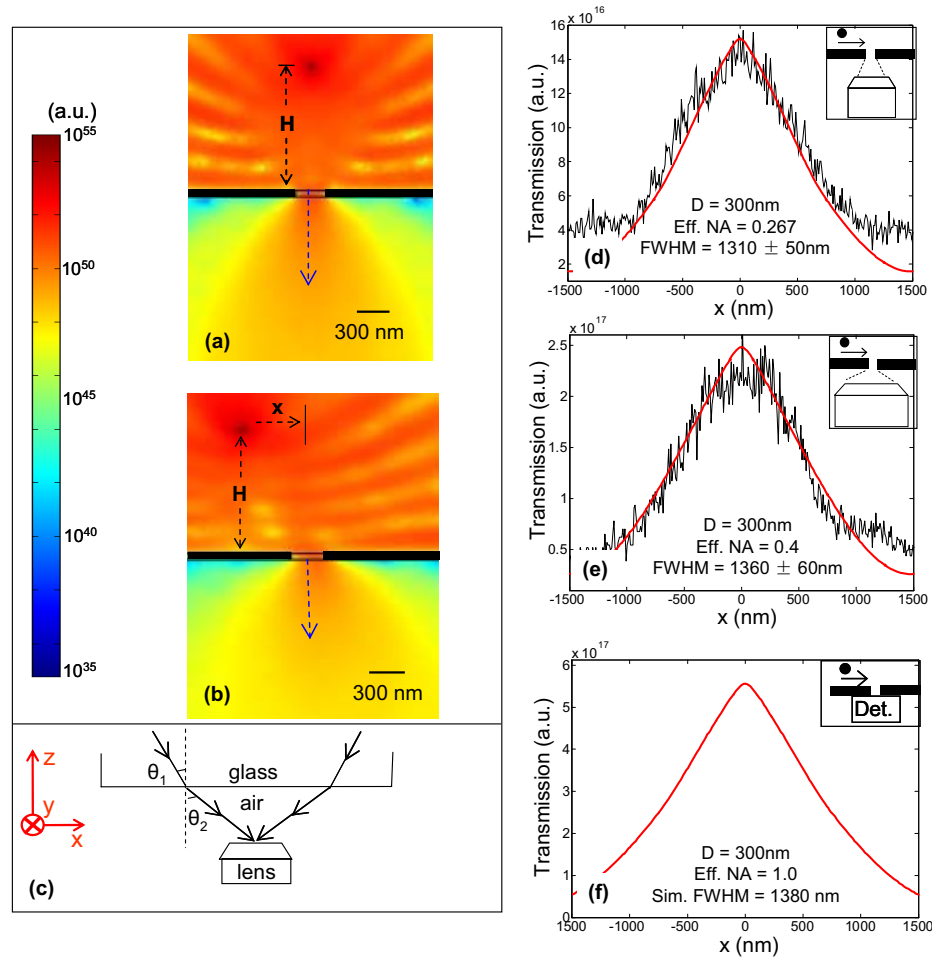 (a.u.)
10^55
10^50
10^45
10^40
10^35
H
300 nm
(a)
x
H
300 nm
(b)
z
y
x
θ1
glass
air
θ2
lens
(c)
x 10^16
Transmission (a.u.)
16
14
12
10
8
6
4
2
D = 300nm
Eff. NA = 0.267
FWHM = 1310 ± 50nm
(d)
-1500 -1000 -500 0 500 1000 1500
x (nm)
x 10^17
Transmission (a.u.)
2.5
2
1.5
1
0.5
D = 300nm
Eff. NA = 0.4
FWHM = 1360 ± 60nm
(e)
-1500 -1000 -500 0 500 1000 1500
x (nm)
x 10^17
Transmission (a.u.)
6
5
4
3
2
1
0
Det.
D = 300nm
Eff. NA = 1.0
Sim. FWHM = 1380 nm
(f)
1500 -1000 -500 0 500 1000 1500
x (nm)